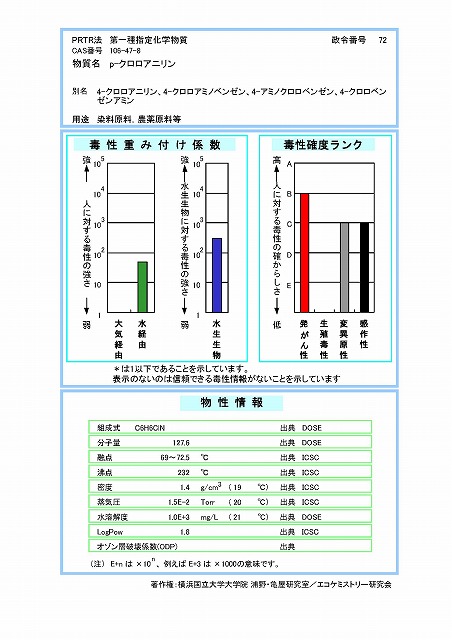 PRTR法 第一種指定化学物質 政令番号 72
CAS番号 106-47-8
物質名 p-クロロアニリン
別名 4-クロロアニリン、4-クロロアミノベンゼン、4-アミノクロロベンゼン、4-クロロベン
ゼンアミン
用途 染料原料, 農薬原料等
毒性重み付け係数
強 10^5 10^4 10^3 10^2 10 1
人に対する毒性の強さ
弱
大気経由 水経由
強 10^5 10^4 10^3 10^2 10 1
水生生物に対する毒性の強さ
弱
水生生物
毒性確度ランク
高 A B C D E
人に対する毒性の確からしさ
低
発がん性 生殖毒性 変異原性 感作性
*は1以下であることを示しています。
表示のないのは信頼できる毒性情報がないことを示しています
物性情報
組成式 C6H6ClN 出典 DOSE
分子量 127.6 出典 DOSE
融点 69~72.5 ℃ 出典 ICSC
沸点 232 ℃ 出典 ICSC
密度 1.4 g/cm3 (19 ℃) 出典 ICSC
蒸気圧 1.5E-2 Torr (20 ℃) 出典 ICSC
水溶解度 1.0E+3 mg/L (21 ℃) 出典 DOSE
LogPow 1.8 出典 ICSC
オゾン層破壊係数(ODP) 出典
(注) E+n は ×10^n、例えば E+3 は ×1000の意味です。
著作権:横浜国立大学大学院 浦野・亀屋研究室/エコケミストリー研究会